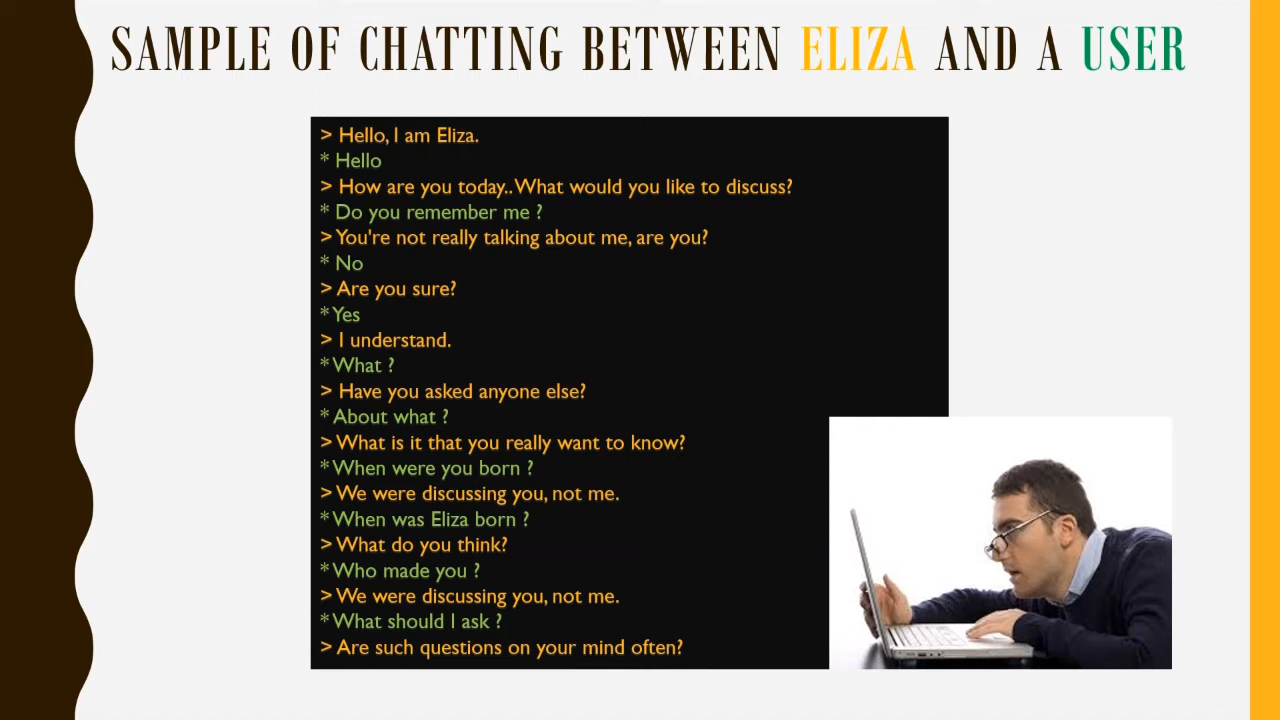 SAMPLE OF CHATTING BETWEEN ELIZA AND A USER
> Hello, I am Eliza.
* Hello
> How are you today.. What would you like to discuss?
* Do you remember me ?
> You're not really talking about me, are you?
* No
> Are you sure?
* Yes
> I understand.
* What ?
> Have you asked anyone else?
* About what ?
> What is it that you really want to know?
* When were you born ?
> We were discussing you, not me.
* When was Eliza born ?
> What do you think?
* Who made you ?
> We were discussing you, not me.
* What should I ask ?
> Are such questions on your mind often?